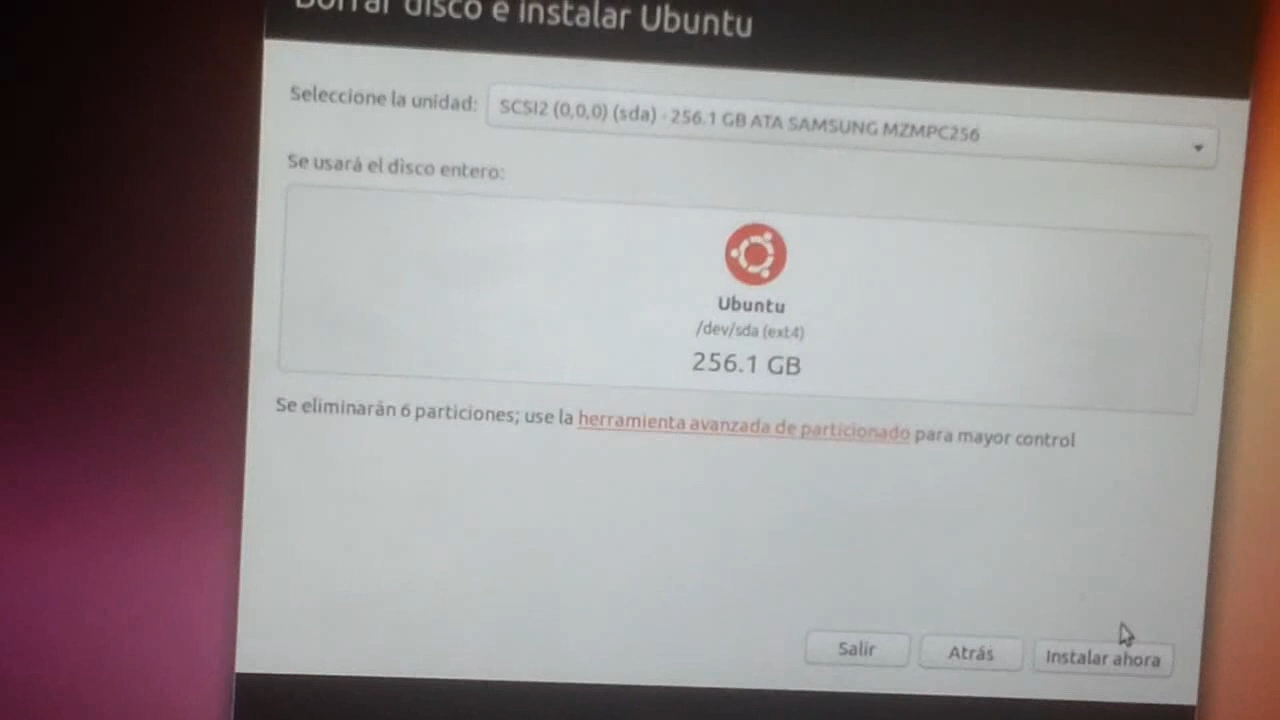 Borrar disco e instalar Ubuntu
Seleccione la unidad: SCSI2 (0,0,0) (sda) - 256.1 GB ATA SAMSUNG MZMPC256
Se usará el disco entero:
Ubuntu
/dev/sda (ext4)
256.1 GB
Se eliminarán 6 particiones; use la herramienta avanzada de particionado para mayor control
Salir Atrás Instalar ahora